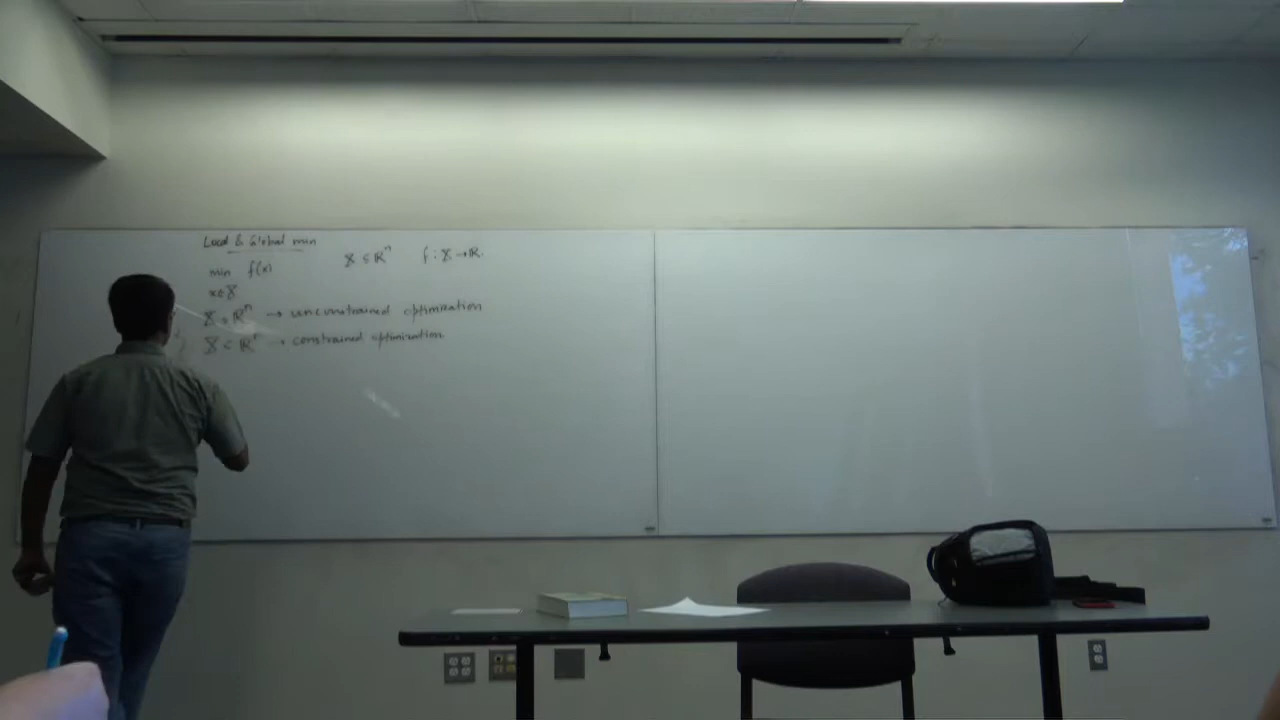 Local & Global min
min f(x) X ⊆ ℝⁿ f : X → ℝ.
x∈X
X = ℝⁿ → unconstrained optimization
X ⊂ ℝⁿ → constrained optimization